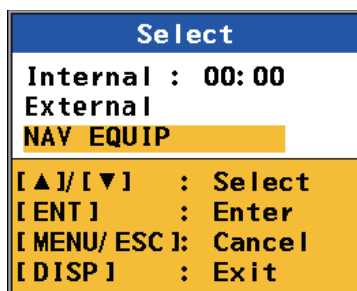 Select
Internal : 00:00
External
NAV EQUIP
[▲]/[▼] : Select
[ENT] : Enter
[MENU/ESC]: Cancel
[DISP] : Exit